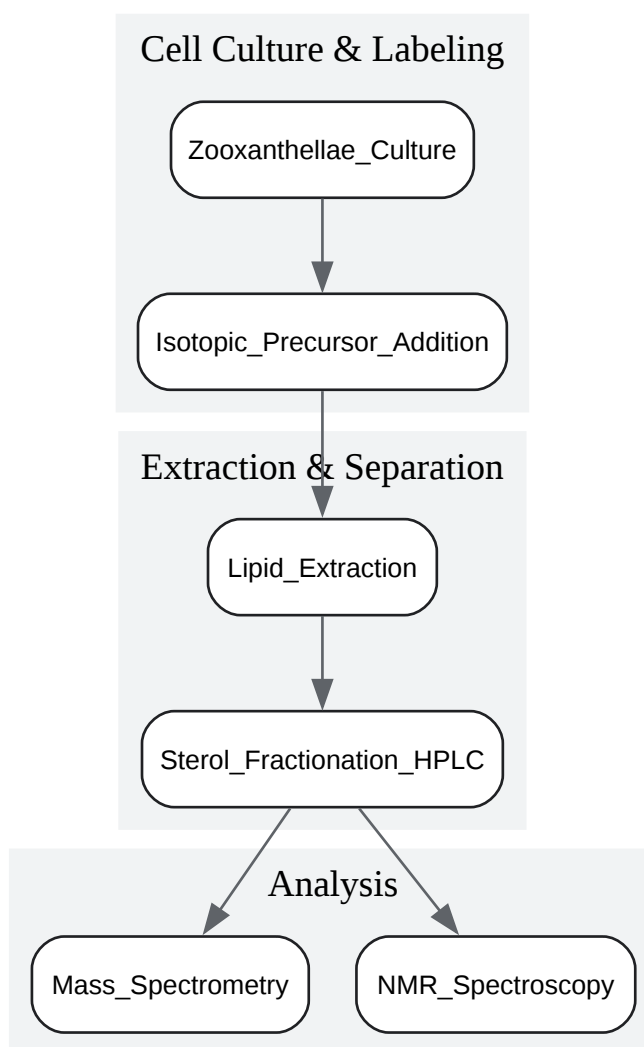 Cell Culture & Labeling
Zooxanthellae_Culture
Isotopic_Precursor_Addition
Extraction & Separation
Lipid_Extraction
Sterol_Fractionation_HPLC
Analysis
Mass_Spectrometry
NMR_Spectroscopy